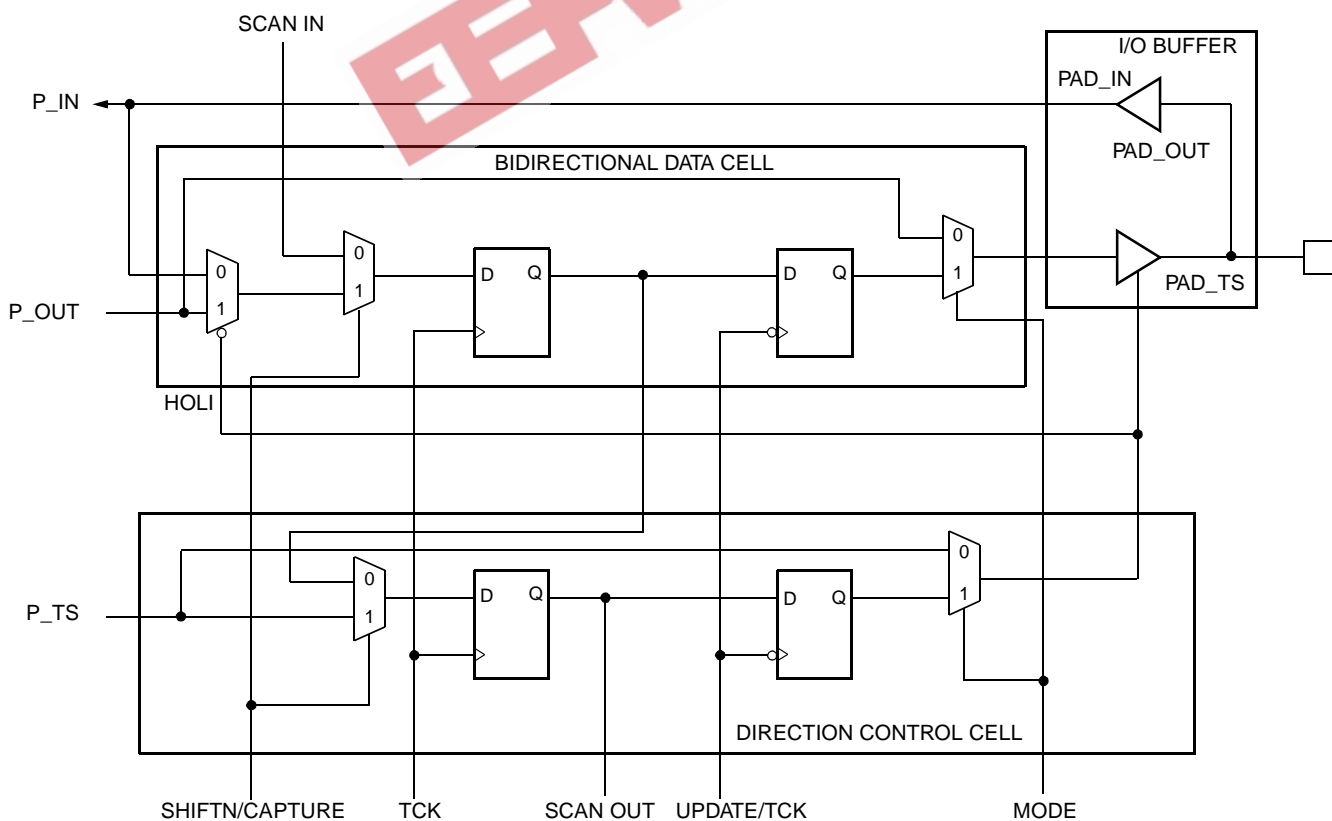 SCAN IN
I/O BUFFER
PAD_IN
P_IN
PAD_OUT
BIDIRECTIONAL DATA CELL
0
0
0
D Q
D Q
1
1
1
PAD_TS
P_OUT
HOLI
0
0
D Q
D Q
1
1
P_TS
DIRECTION CONTROL CELL
SHIFTN/CAPTURE
TCK
SCAN OUT
UPDATE/TCK
MODE